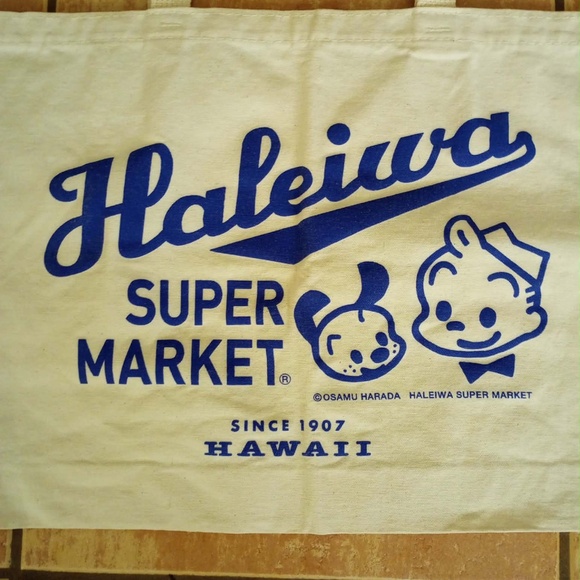 Haleiwa
SUPER
MARKET®
©OSAMU HARADA HALEIWA SUPER MARKET
SINCE 1907
HAWAII